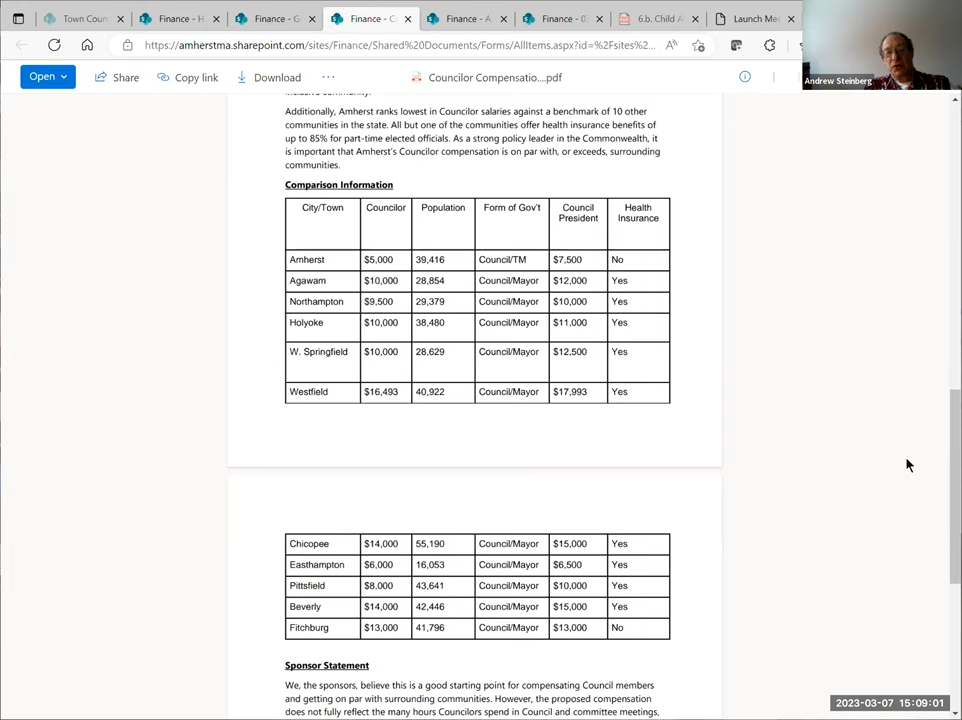 Town Coun
Finance - H
Finance - G
Finance - C
Finance - A
Finance - 0
6.b. Child A
Launch Mee
https://amherstma.sharepoint.com/sites/Finance/Shared%20Documents/Forms/AllItems.aspx?id=%2Fsites%2...
Andrew Steinberg
Open
Share
Copy link
Download
Councilor Compensatio....pdf
inclusive community.
Additionally, Amherst ranks lowest in Councilor salaries against a benchmark of 10 other
communities in the state. All but one of the communities offer health insurance benefits of
up to 85% for part-time elected officials. As a strong policy leader in the Commonwealth, it
is important that Amherst's Councilor compensation is on par with, or exceeds, surrounding
communities.
Comparison Information
City/Town Councilor Population Form of Gov't Council President Health Insurance
Amherst $5,000 39,416 Council/TM $7,500 No
Agawam $10,000 28,854 Council/Mayor $12,000 Yes
Northampton $9,500 29,379 Council/Mayor $10,000 Yes
Holyoke $10,000 38,480 Council/Mayor $11,000 Yes
W. Springfield $10,000 28,629 Council/Mayor $12,500 Yes
Westfield $16,493 40,922 Council/Mayor $17,993 Yes
Chicopee $14,000 55,190 Council/Mayor $15,000 Yes
Easthampton $6,000 16,053 Council/Mayor $6,500 Yes
Pittsfield $8,000 43,641 Council/Mayor $10,000 Yes
Beverly $14,000 42,446 Council/Mayor $15,000 Yes
Fitchburg $13,000 41,796 Council/Mayor $13,000 No
Sponsor Statement
We, the sponsors, believe this is a good starting point for compensating Council members
and getting on par with surrounding communities. However, the proposed compensation
does not fully reflect the many hours Councilors spend in Council and committee meetings,
2023-03-07 15:09:01